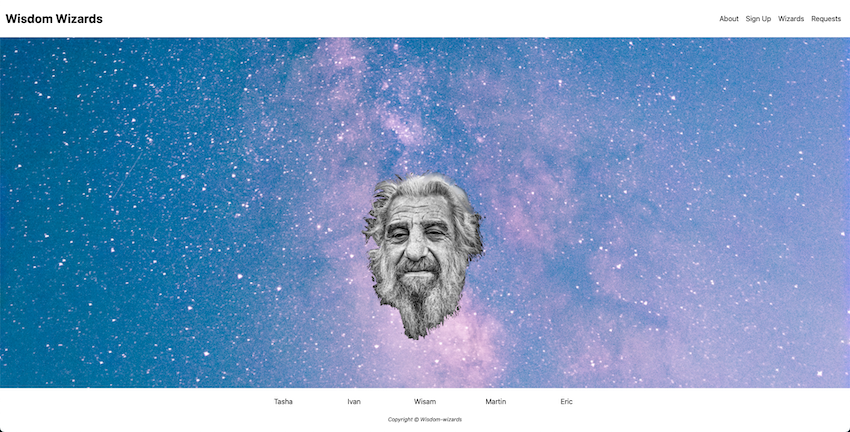 Wisdom Wizards
About Sign Up Wizards Requests
Tasha Ivan Wisam Martin Eric
Copyright © Wisdom-wizards